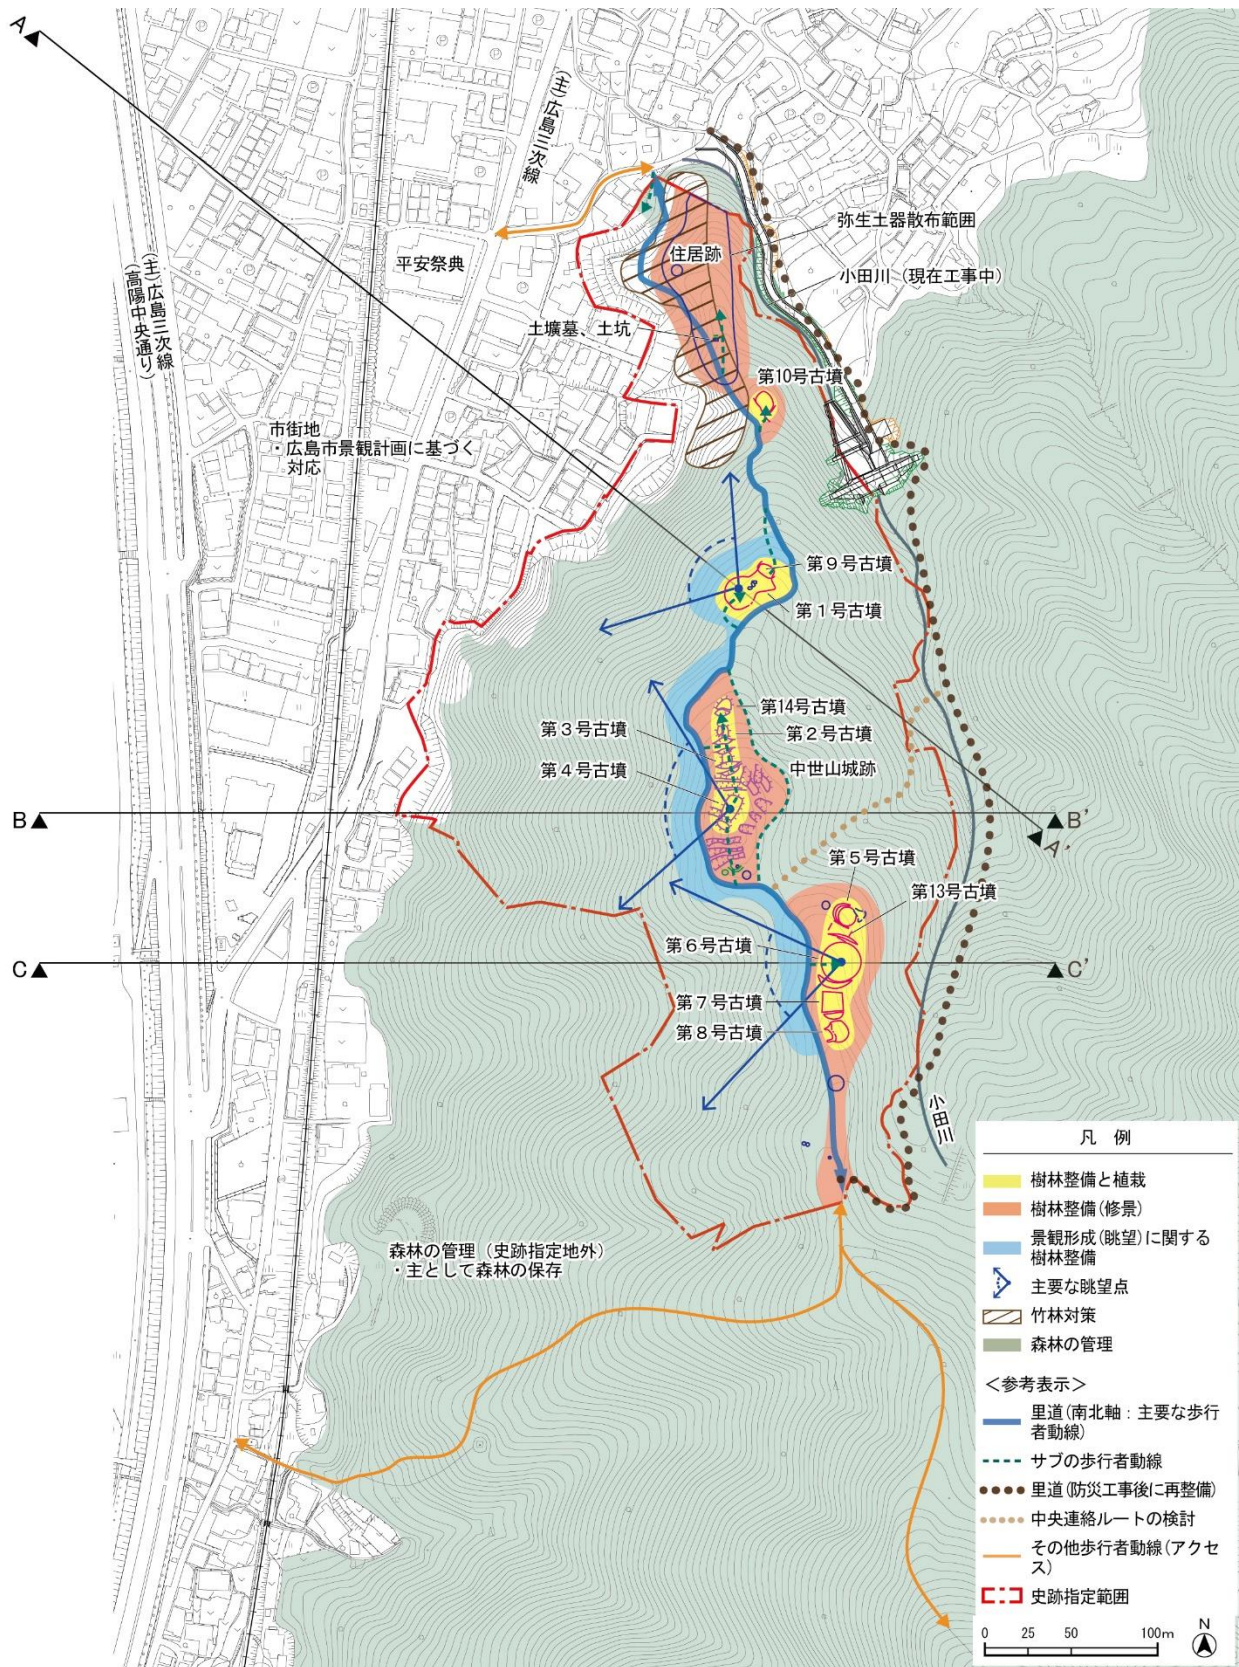 A
(主)広島三次線
弥生土器散布範囲
住居跡
小田川(現在工事中)
平安祭典
(主)広島三次線
(高陽中央通り)
土壙墓、土坑
第10号古墳
市街地
・広島市景観計画に基づく
対応
第9号古墳
第1号古墳
第14号古墳
第3号古墳
第2号古墳
第4号古墳
中世山城跡
B
B'
A'
第5号古墳
第13号古墳
第6号古墳
C
C'
第7号古墳
第8号古墳
小田川
森林の管理(史跡指定地外)
・主として森林の保存
凡 例
樹林整備と植栽
樹林整備(修景)
景観形成(眺望)に関する
樹林整備
主要な眺望点
竹林対策
森林の管理
<参考表示>
里道(南北軸:主要な歩行
者動線)
サブの歩行者動線
里道(防災工事後に再整備)
中央連絡ルートの検討
その他歩行者動線(アクセ
ス)
史跡指定範囲
0 25 50 100m
N